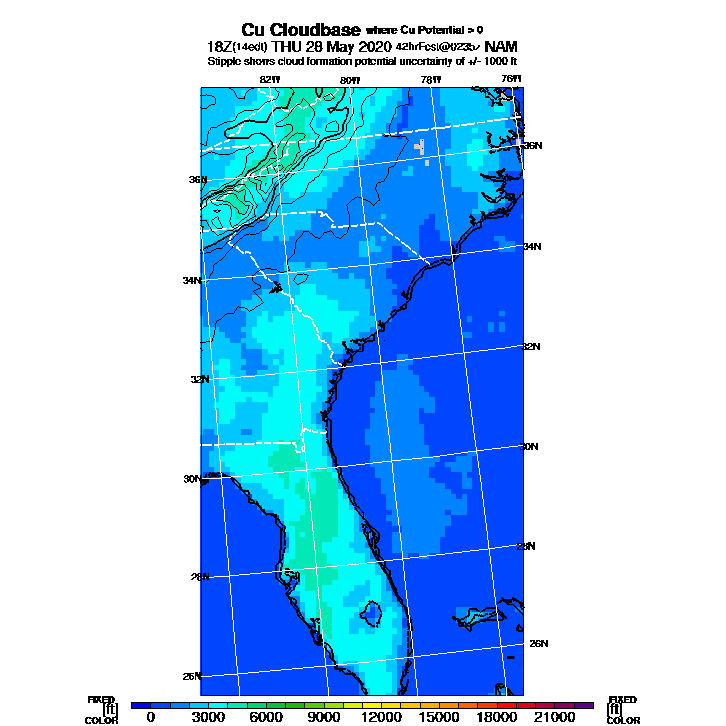 Cu Cloudbase where Cu Potential > 0
18Z(14edt) THU 28 May 2020 42hrFcst@0235z NAM
Stipple shows cloud formation potential uncertainty of +/- 1000 ft
82W 80W 78W 76W
36N
36N
34N
34N
32N
32N
30N
30N
28N
28N
26N
26N
FIXED FIXED
[ft] [ft]
COLOR COLOR
0 3000 6000 9000 12000 15000 18000 21000